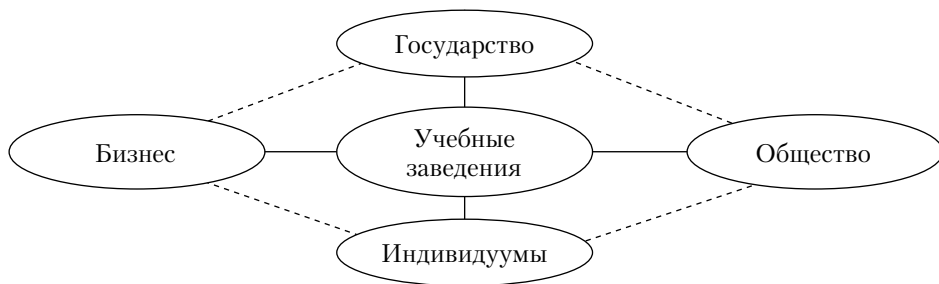 Государство
Бизнес
Учебные
заведения
Общество
Индивидуумы